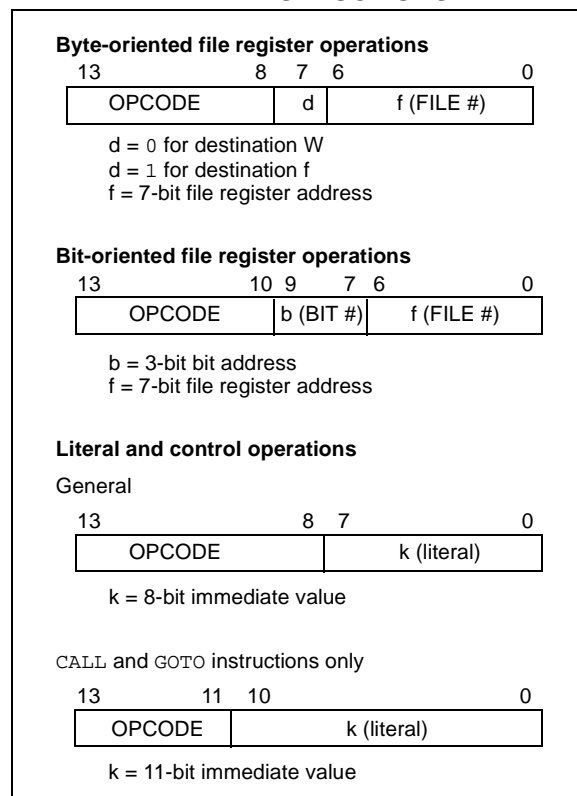 Byte-oriented file register operations
13 8 7 6 0
OPCODE d f (FILE #)
d = 0 for destination W
d = 1 for destination f
f = 7-bit file register address
Bit-oriented file register operations
13 10 9 7 6 0
OPCODE b (BIT #) f (FILE #)
b = 3-bit bit address
f = 7-bit file register address
Literal and control operations
General
13 8 7 0
OPCODE k (literal)
k = 8-bit immediate value
CALL and GOTO instructions only
13 11 10 0
OPCODE k (literal)
k = 11-bit immediate value